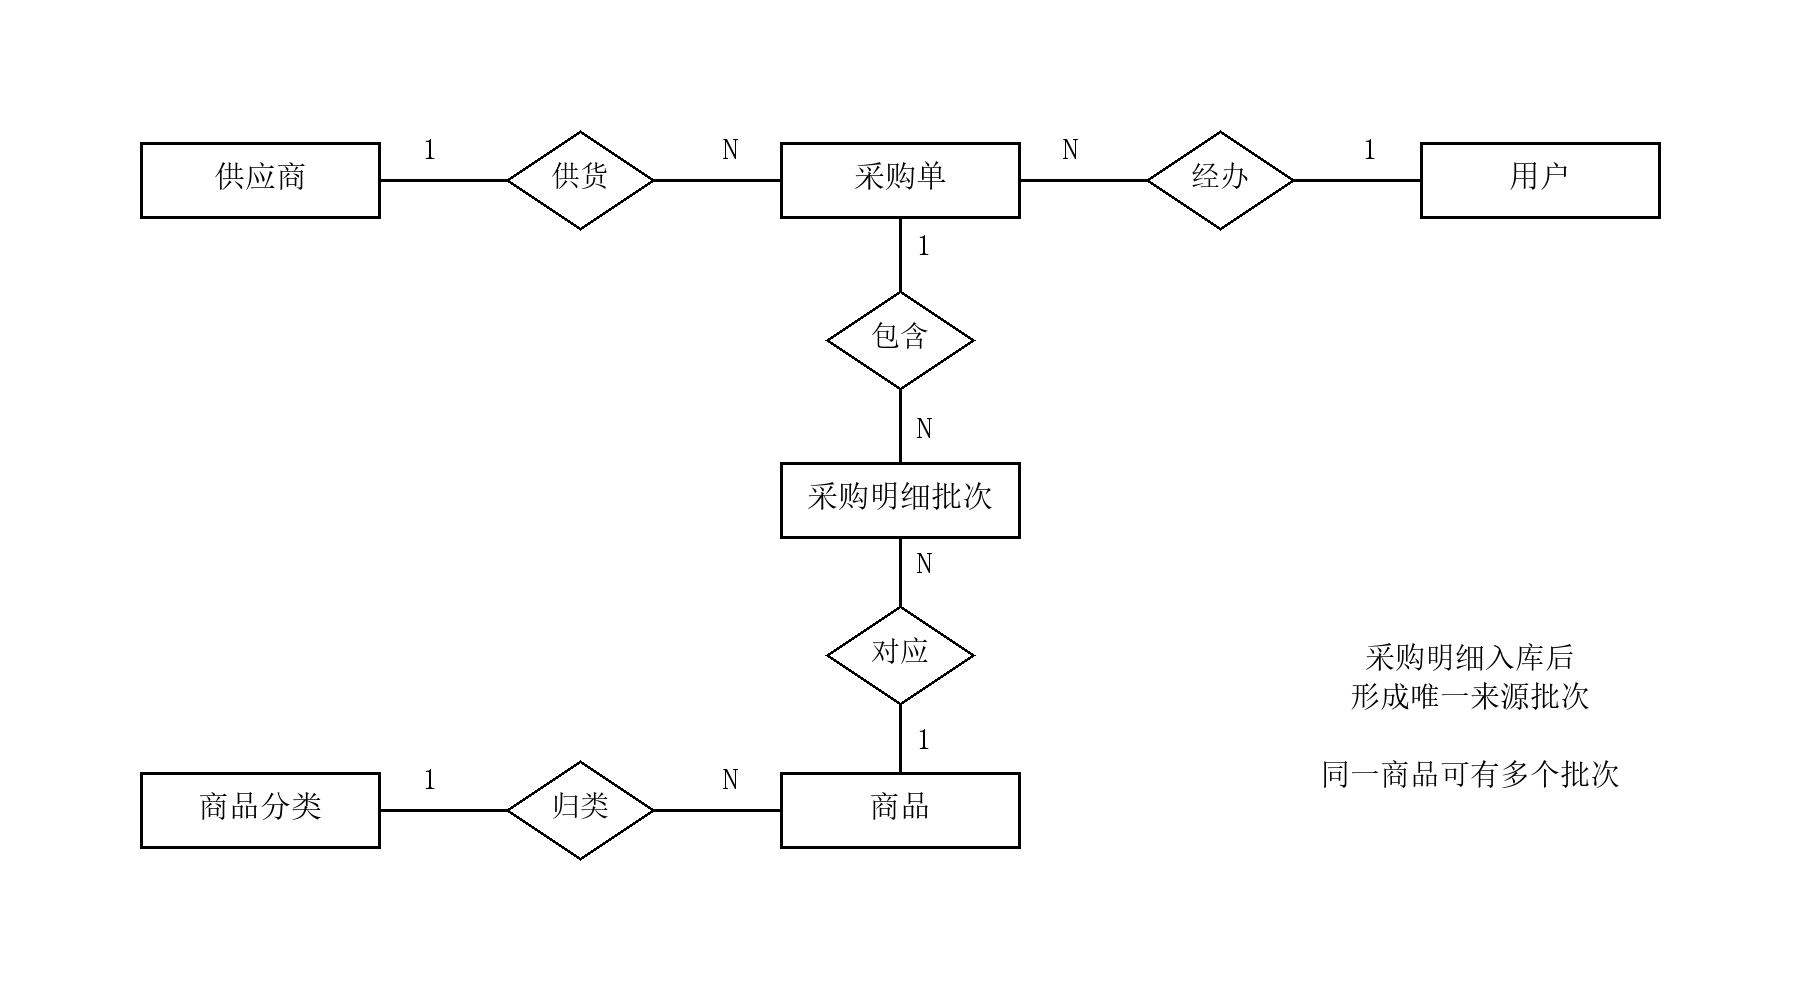 1 N N 1
供应商 供货 采购单 经办 用户
1
包含
N
采购明细批次
N
对应
采购明细入库后
形成唯一来源批次
1
同一商品可有多个批次
1 N
商品分类 归类 商品